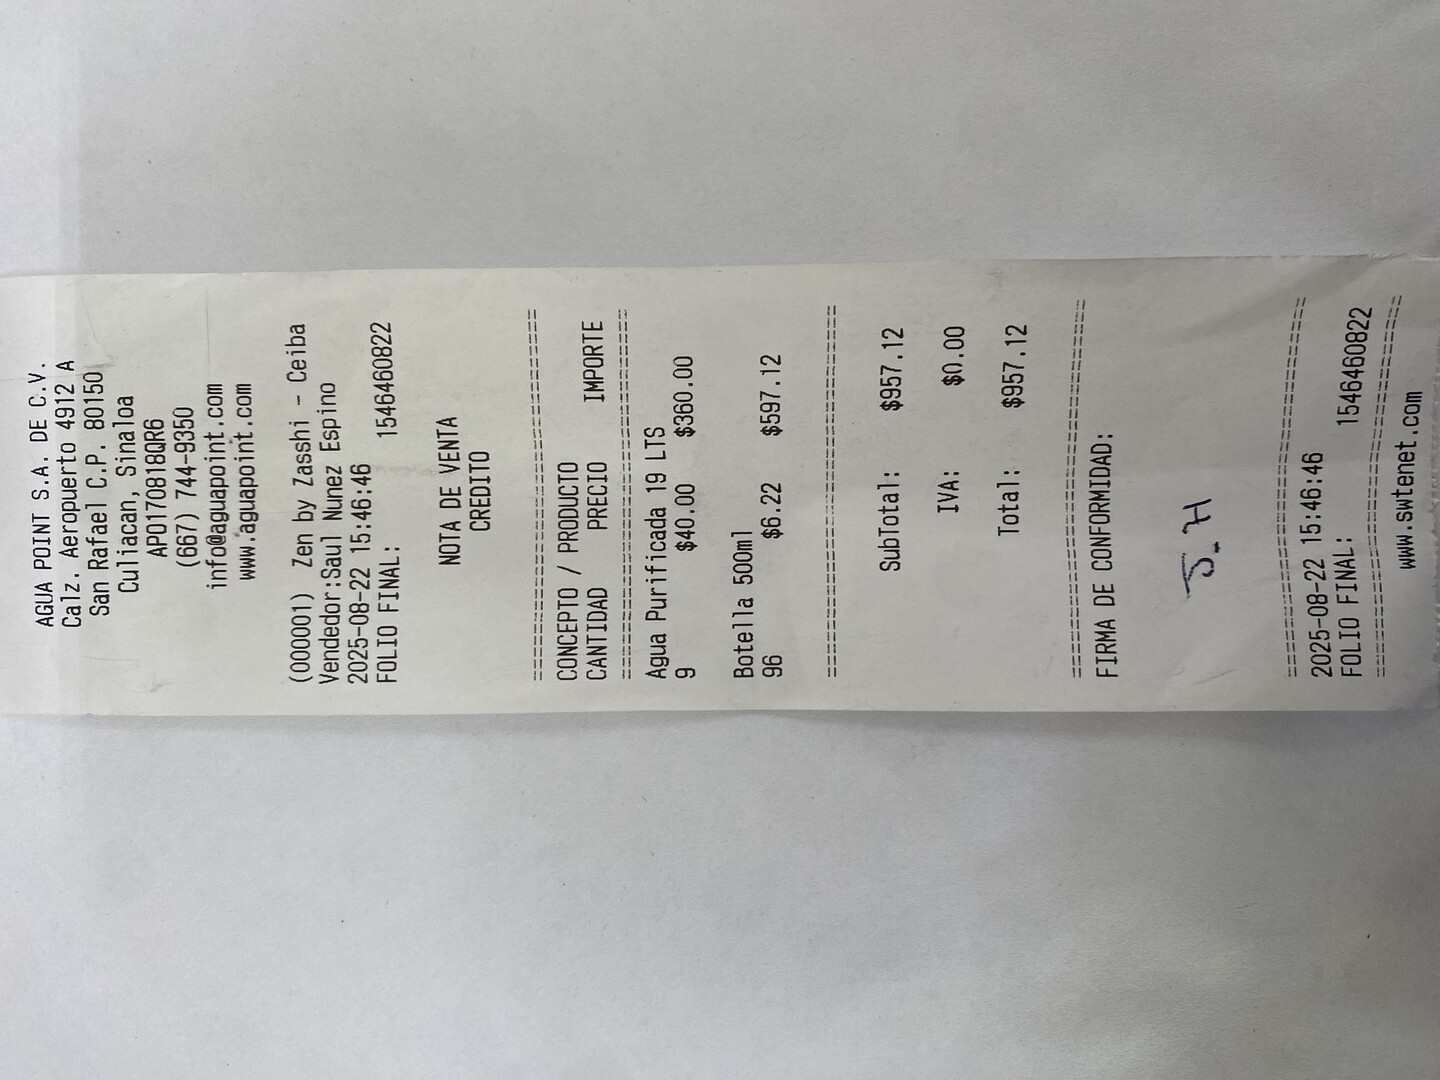 AGUA POINT S.A. DE C.V.
Calz. Aeropuerto 4912 A
San Rafael C.P. 80150
Culiacan, Sinaloa
APO170818QR6
(667) 744-9350
info@aguapoint.com
www.aguapoint.com
(000001) Zen by Zasshi - Ceiba
Vendedor:Saul Nunez Espino
2025-08-22 15:46:46
FOLIO FINAL: 1546460822
NOTA DE VENTA
CREDITO
CONCEPTO / PRODUCTO
CANTIDAD PRECIO IMPORTE
Agua Purificada 19 LTS
9 $40.00 $360.00
Botella 500ml
96 $6.22 $597.12
SubTotal: $957.12
IVA: $0.00
Total: $957.12
FIRMA DE CONFORMIDAD:
J.H
2025-08-22 15:46:46
FOLIO FINAL: 1546460822
www.swtenet.com